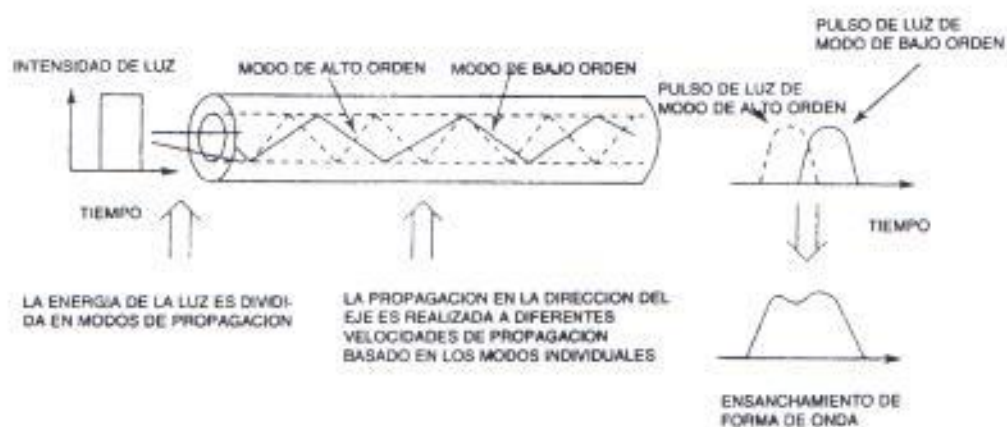 PULSO DE LUZ DE
MODO DE BAJO ORDEN
INTENSIDAD DE LUZ
MODO DE ALTO ORDEN
MODO DE BAJO ORDEN
PULSO DE LUZ DE
MODO DE ALTO ORDEN
TIEMPO
TIEMPO
LA ENERGIA DE LA LUZ ES DIVIDI-
DA EN MODOS DE PROPAGACION
LA PROPAGACION EN LA DIRECCION DEL
EJE ES REALIZADA A DIFERENTES
VELOCIDADES DE PROPAGACION
BASADO EN LOS MODOS INDIVIDUALES
ENSANCHAMIENTO DE
FORMA DE ONDA